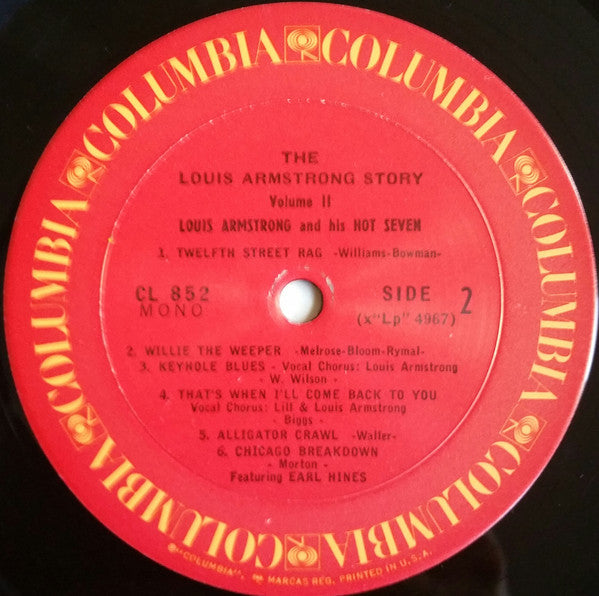 COLUMBIA COLUMBIA COLUMBIA COLUMBIA COLUMBIA COLUMBIA
THE
LOUIS ARMSTRONG STORY
Volume II
LOUIS ARMSTRONG and his HOT SEVEN
1. TWELFTH STREET RAG -Williams-Bowman-
CL 852
MONO
SIDE 2
(x"Lp" 4967)
2. WILLIE THE WEEPER -Melrose-Bloom-Rymal-
3. KEYHOLE BLUES - Vocal Chorus: Louis Armstrong
- W. Wilson -
4. THAT'S WHEN I'LL COME BACK TO YOU
Vocal Chorus: Lill & Louis Armstrong
- Biggs -
5. ALLIGATOR CRAWL -Waller-
6. CHICAGO BREAKDOWN
- Morton -
Featuring EARL HINES
"COLUMBIA", MARCAS REG. PRINTED IN U.S.A.